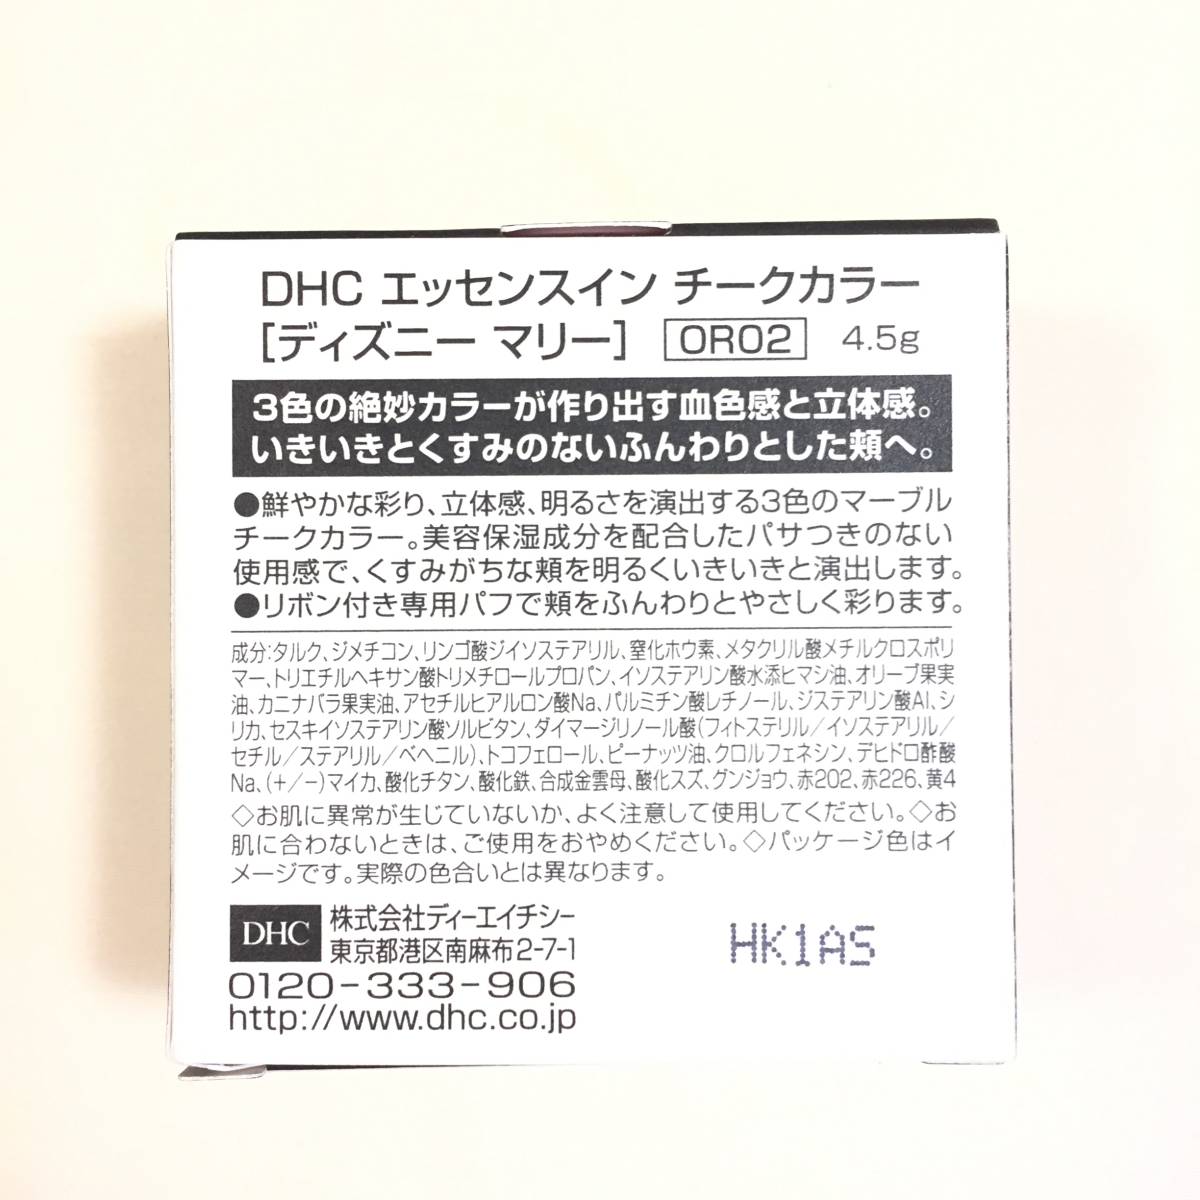 DHC エッセンスイン チークカラー
[ディズニー マリー] OR02 4.5g
3色の絶妙カラーが作り出す血色感と立体感。
いきいきとくすみのないふんわりとした頬へ。
●鮮やかな彩り、立体感、明るさを演出する3色のマーブル
チークカラー。美容保湿成分を配合したパサつきのない
使用感で、くすみがちな頬を明るくいきいきと演出します。
●リボン付き専用パフで頬をふんわりとやさしく彩ります。
成分:タルク、ジメチコン、リンゴ酸ジイソステアリル、窒化ホウ素、メタクリル酸メチルクロスポリ
マー、トリエチルヘキサン酸トリメチロールプロパン、イソステアリン酸水添ヒマシ油、オリーブ果実
油、カニナバラ果実油、アセチルヒアルロン酸Na、パルミチン酸レチノール、ジステアリン酸Al、シ
リカ、セスキイソステアリン酸ソルビタン、ダイマージリノール酸(フィトステリル/イソステアリル/
セチル/ステアリル/ベヘニル)、トコフェロール、ピーナッツ油、クロルフェネシン、デヒドロ酢酸
Na、(+/-)マイカ、酸化チタン、酸化鉄、合成金雲母、酸化スズ、グンジョウ、赤202、赤226、黄4
◇お肌に異常が生じていないか、よく注意して使用してください。◇お
肌に合わないときは、ご使用をおやめください。◇パッケージ色はイ
メージです。実際の色合いとは異なります。
DHC 株式会社ディーエイチシー
東京都港区南麻布2-7-1
0120-333-906
http://www.dhc.co.jp
HK1AS